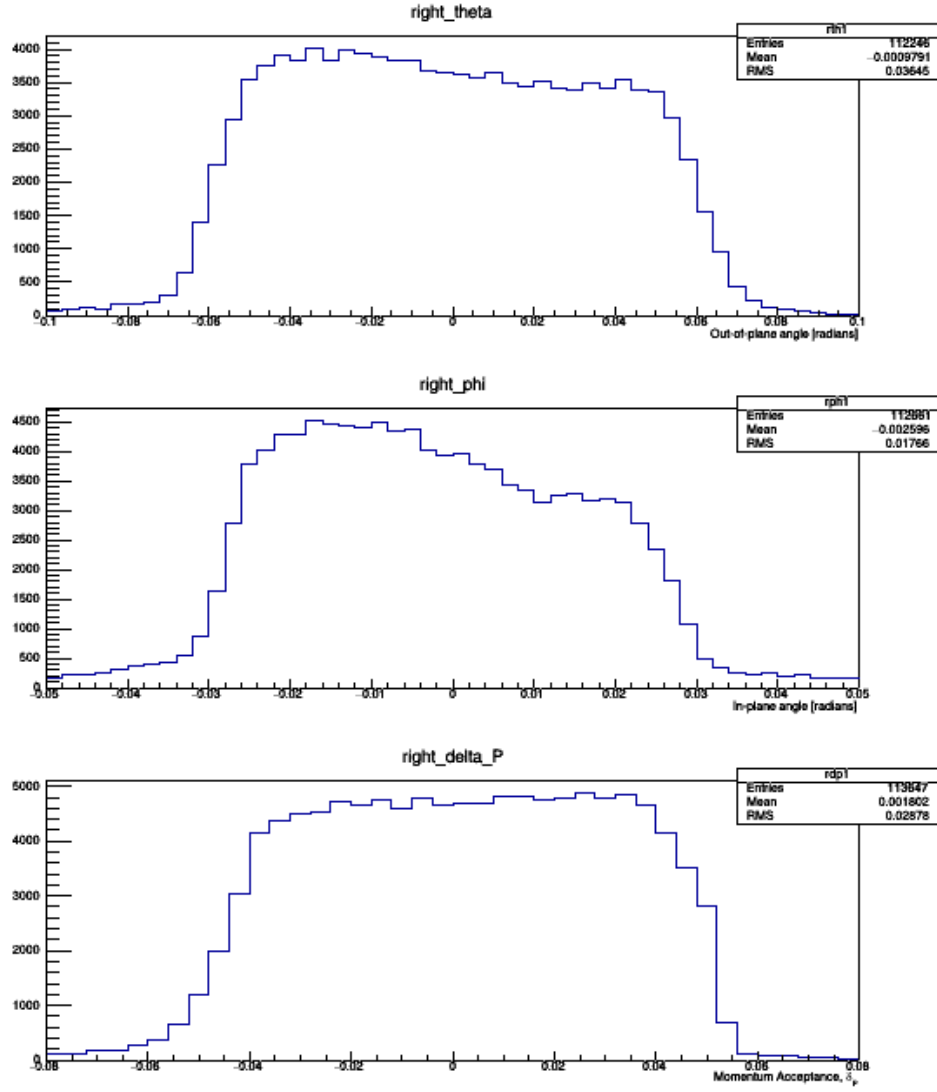 right_theta
rth1
Entries 112246
Mean −0.0009791
RMS 0.03645
4000
3500
3000
2500
2000
1500
1000
500
0
−0.1 −0.08 −0.06 −0.04 −0.02 0 0.02 0.04 0.06 0.08 0.1
Out-of-plane angle [radians]
right_phi
rph1
Entries 112661
Mean −0.002596
RMS 0.01766
4500
4000
3500
3000
2500
2000
1500
1000
500
0
−0.05 −0.04 −0.03 −0.02 −0.01 0 0.01 0.02 0.03 0.04 0.05
In-plane angle [radians]
right_delta_P
rdp1
Entries 113647
Mean 0.001802
RMS 0.02878
5000
4000
3000
2000
1000
0
−0.08 −0.06 −0.04 −0.02 0 0.02 0.04 0.06 0.08
Momentum Acceptance, δP